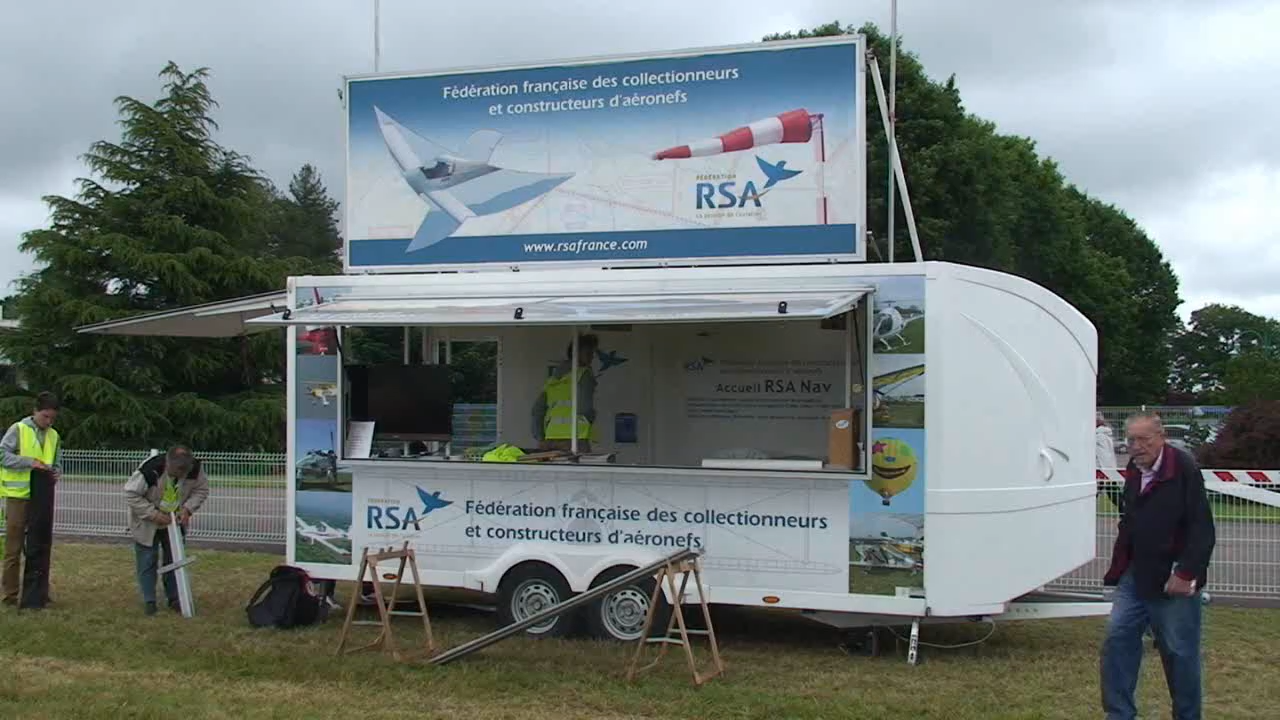 Fédération française des collectionneurs
et constructeurs d'aéronefs
FÉDÉRATION
RSA
www.rsafrance.com
RSA
Accueil RSA Nav
FÉDÉRATION
RSA
Fédération française des collectionneurs
et constructeurs d'aéronefs